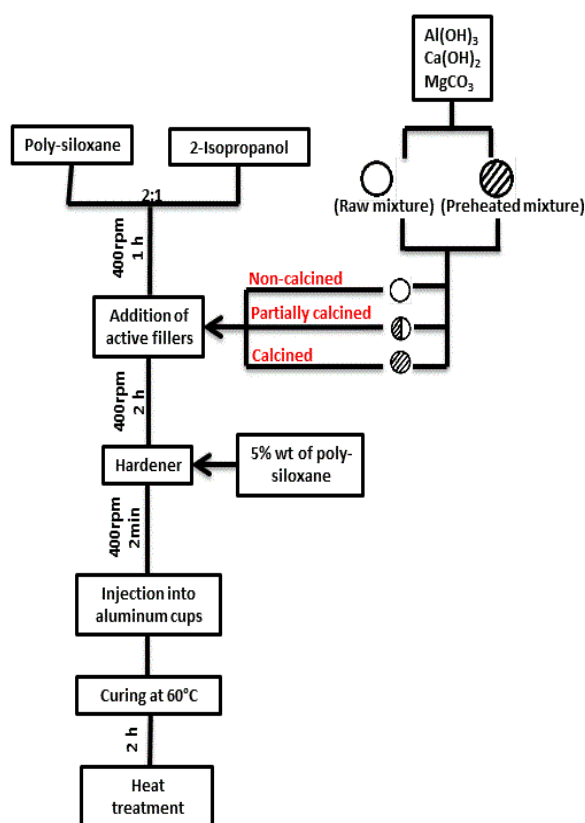 Al(OH)₃
Ca(OH)₂
MgCO₃
Poly-siloxane
2-Isopropanol
(Raw mixture)
(Preheated mixture)
2:1
400rpm
1 h
Non-calcined
Partially calcined
Calcined
Addition of
active fillers
400rpm
2 h
Hardener
5% wt of poly-
siloxane
400rpm
2min
Injection into
aluminum cups
Curing at 60°C
2 h
Heat
treatment